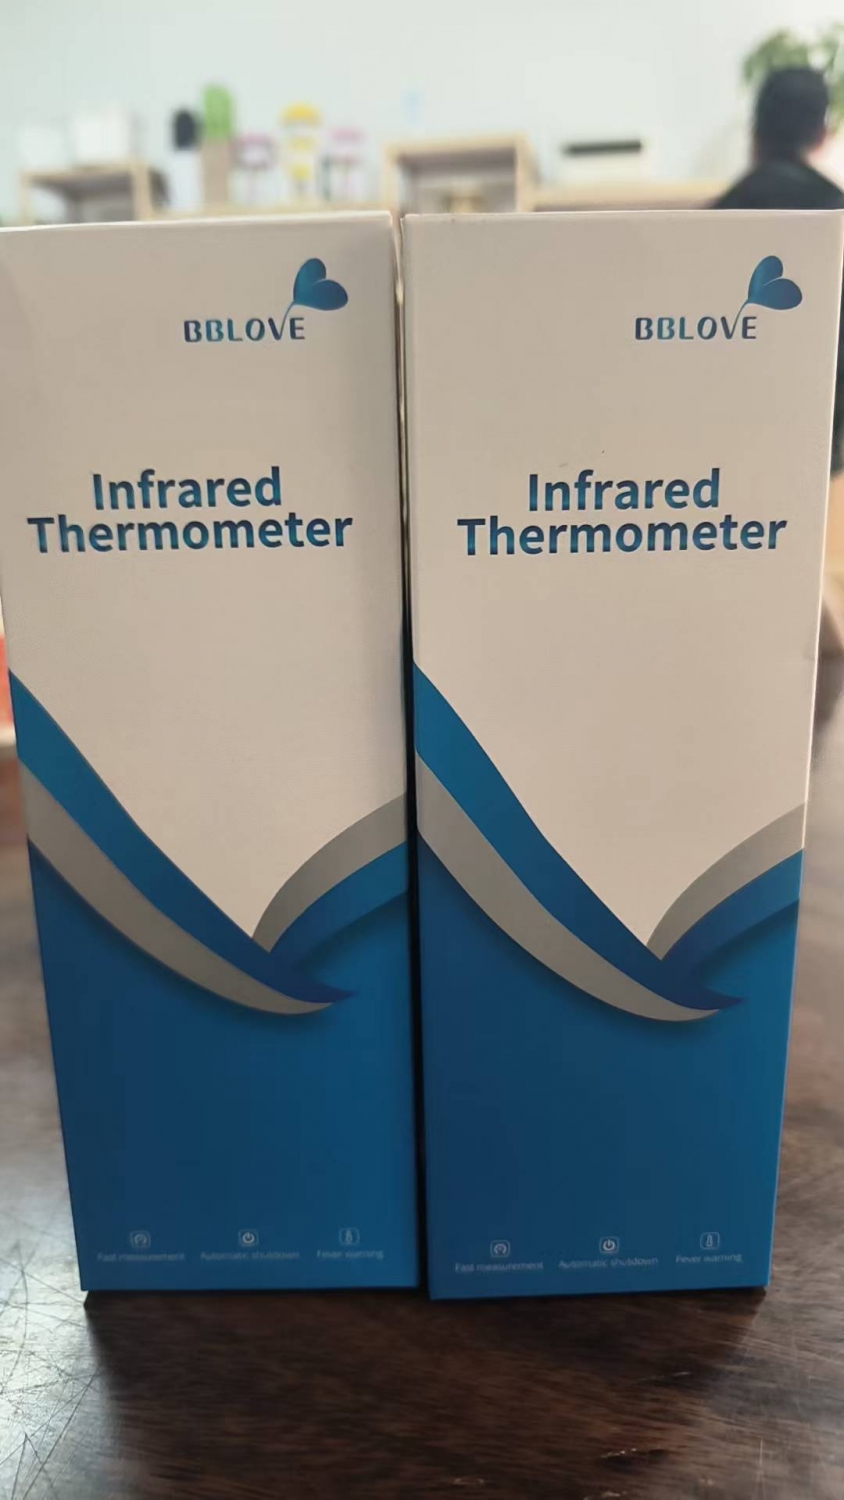 BBLOVE
Infrared
Thermometer
Fast measurement
Automatic shutdown
Fever warning
BBLOVE
Infrared
Thermometer
Fast measurement
Automatic shutdown
Fever warning